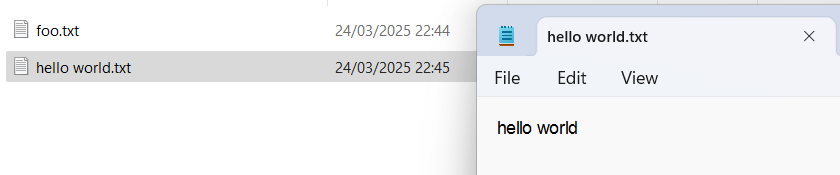 foo.txt 24/03/2025 22:44
hello world.txt 24/03/2025 22:45
hello world.txt
File Edit View
hello world